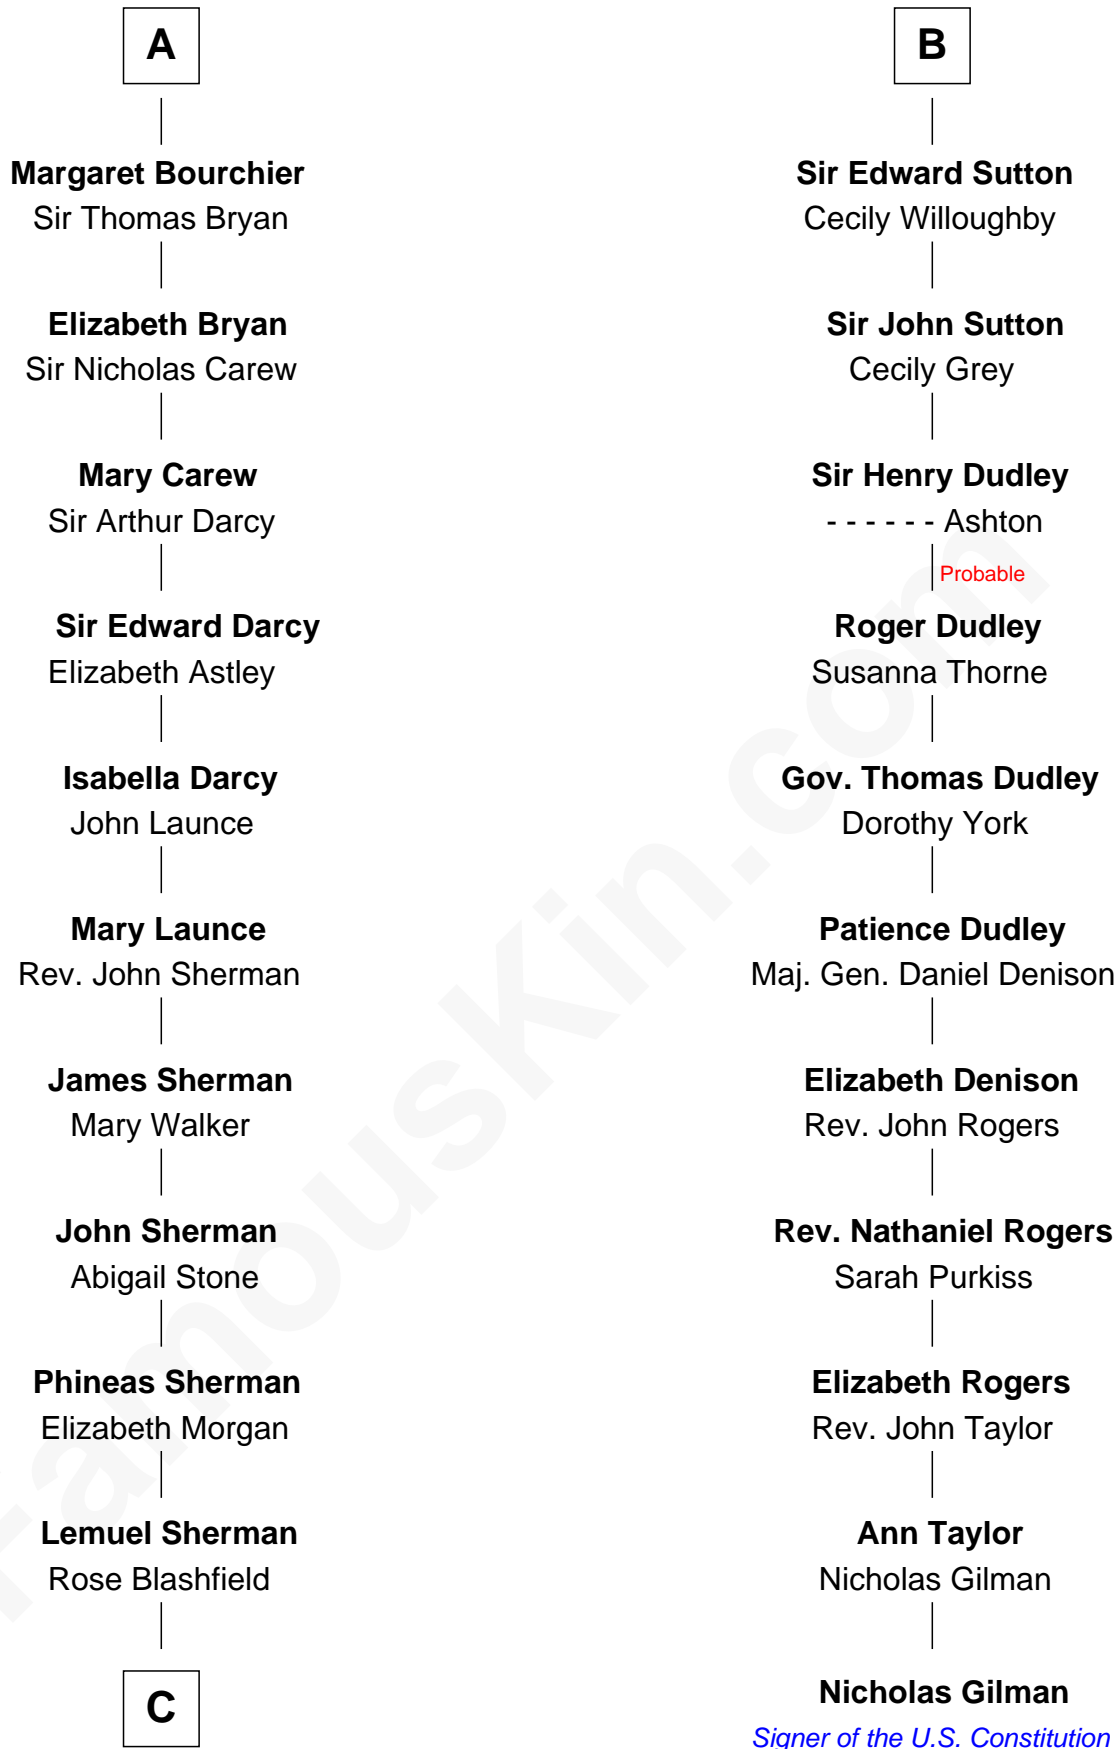 A
Margaret Bourchier
Sir Thomas Bryan
Elizabeth Bryan
Sir Nicholas Carew
Mary Carew
Sir Arthur Darcy
Sir Edward Darcy
Elizabeth Astley
Isabella Darcy
John Launce
Mary Launce
Rev. John Sherman
James Sherman
Mary Walker
John Sherman
Abigail Stone
Phineas Sherman
Elizabeth Morgan
Lemuel Sherman
Rose Blashfield
C
B
Sir Edward Sutton
Cecily Willoughby
Sir John Sutton
Cecily Grey
Sir Henry Dudley
- - - - - - Ashton
Probable
Roger Dudley
Susanna Thorne
Gov. Thomas Dudley
Dorothy York
Patience Dudley
Maj. Gen. Daniel Denison
Elizabeth Denison
Rev. John Rogers
Rev. Nathaniel Rogers
Sarah Purkiss
Elizabeth Rogers
Rev. John Taylor
Ann Taylor
Nicholas Gilman
Nicholas Gilman
Signer of the U.S. Constitution
FamousKin.com